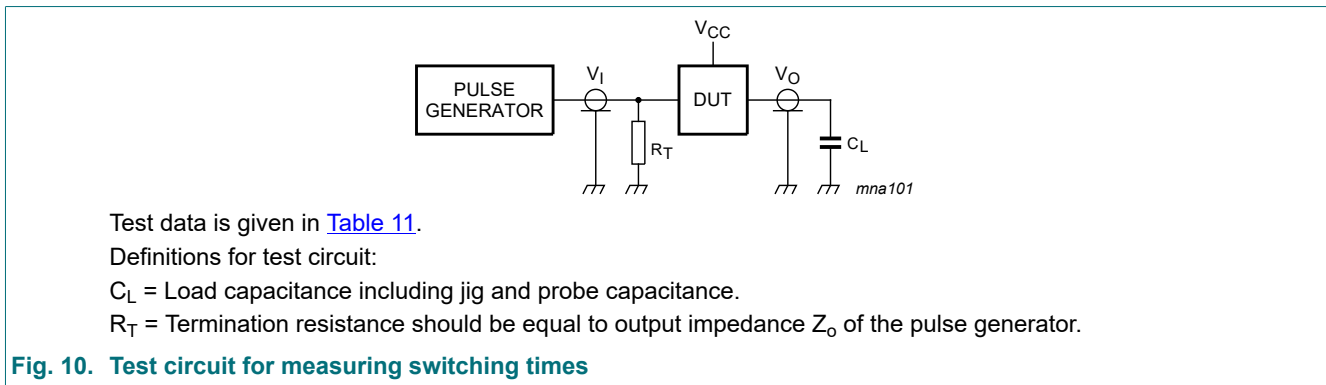 VCC
PULSE
GENERATOR
VI
DUT
VO
RT
CL
mna101
Test data is given in Table 11.
Definitions for test circuit:
CL = Load capacitance including jig and probe capacitance.
RT = Termination resistance should be equal to output impedance Zo of the pulse generator.
Fig. 10. Test circuit for measuring switching times